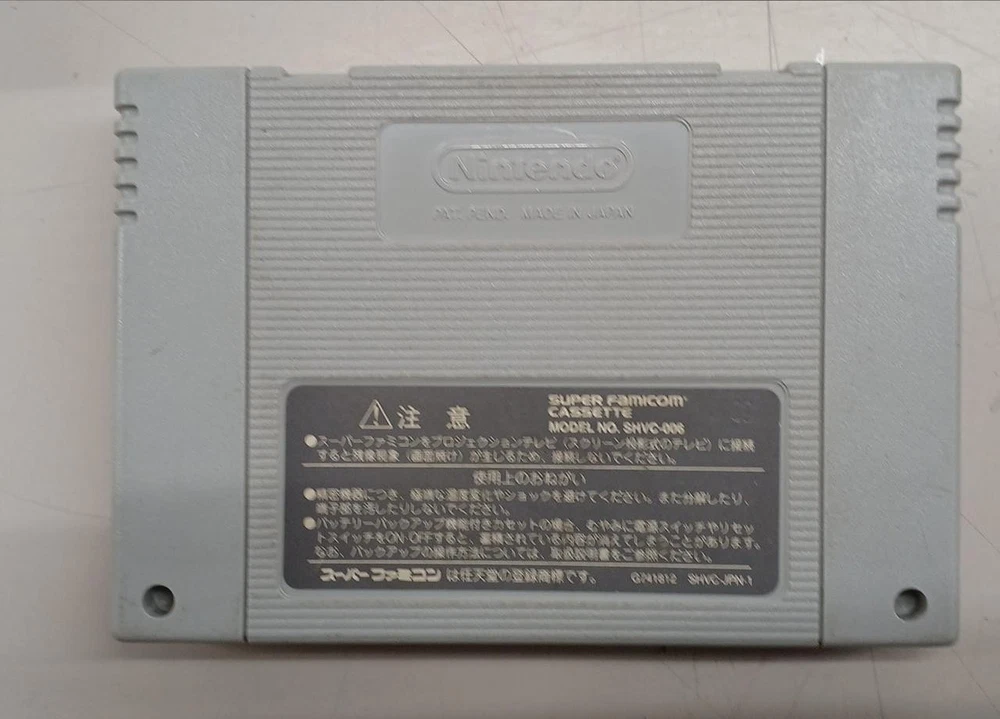 Nintendo®
PAT. PEND. MADE IN JAPAN
注意
SUPER Famicom
CASSETTE
MODEL NO. SHVC-006
●スーパーファミコンをプロジェクションテレビ（スクリーン投影式のテレビ）に接続
すると残像現象（画面焼け）が生じるため、接続しないでください。
使用上のおねがい
●精密機器につき、極端な温度変化やショックを避けてください。また分解したり、
端子部を汚したりしないでください。
●バッテリーバックアップ機能付きカセットの場合、むやみに電源スイッチやリセッ
トスイッチをON・OFFすると、蓄積されている内容が消えてしまうことがあります。
なお、バックアップの操作方法については、取扱説明書をご参照ください。
スーパーファミコンは任天堂の登録商標です。 G241812 SHVC-JPN-1